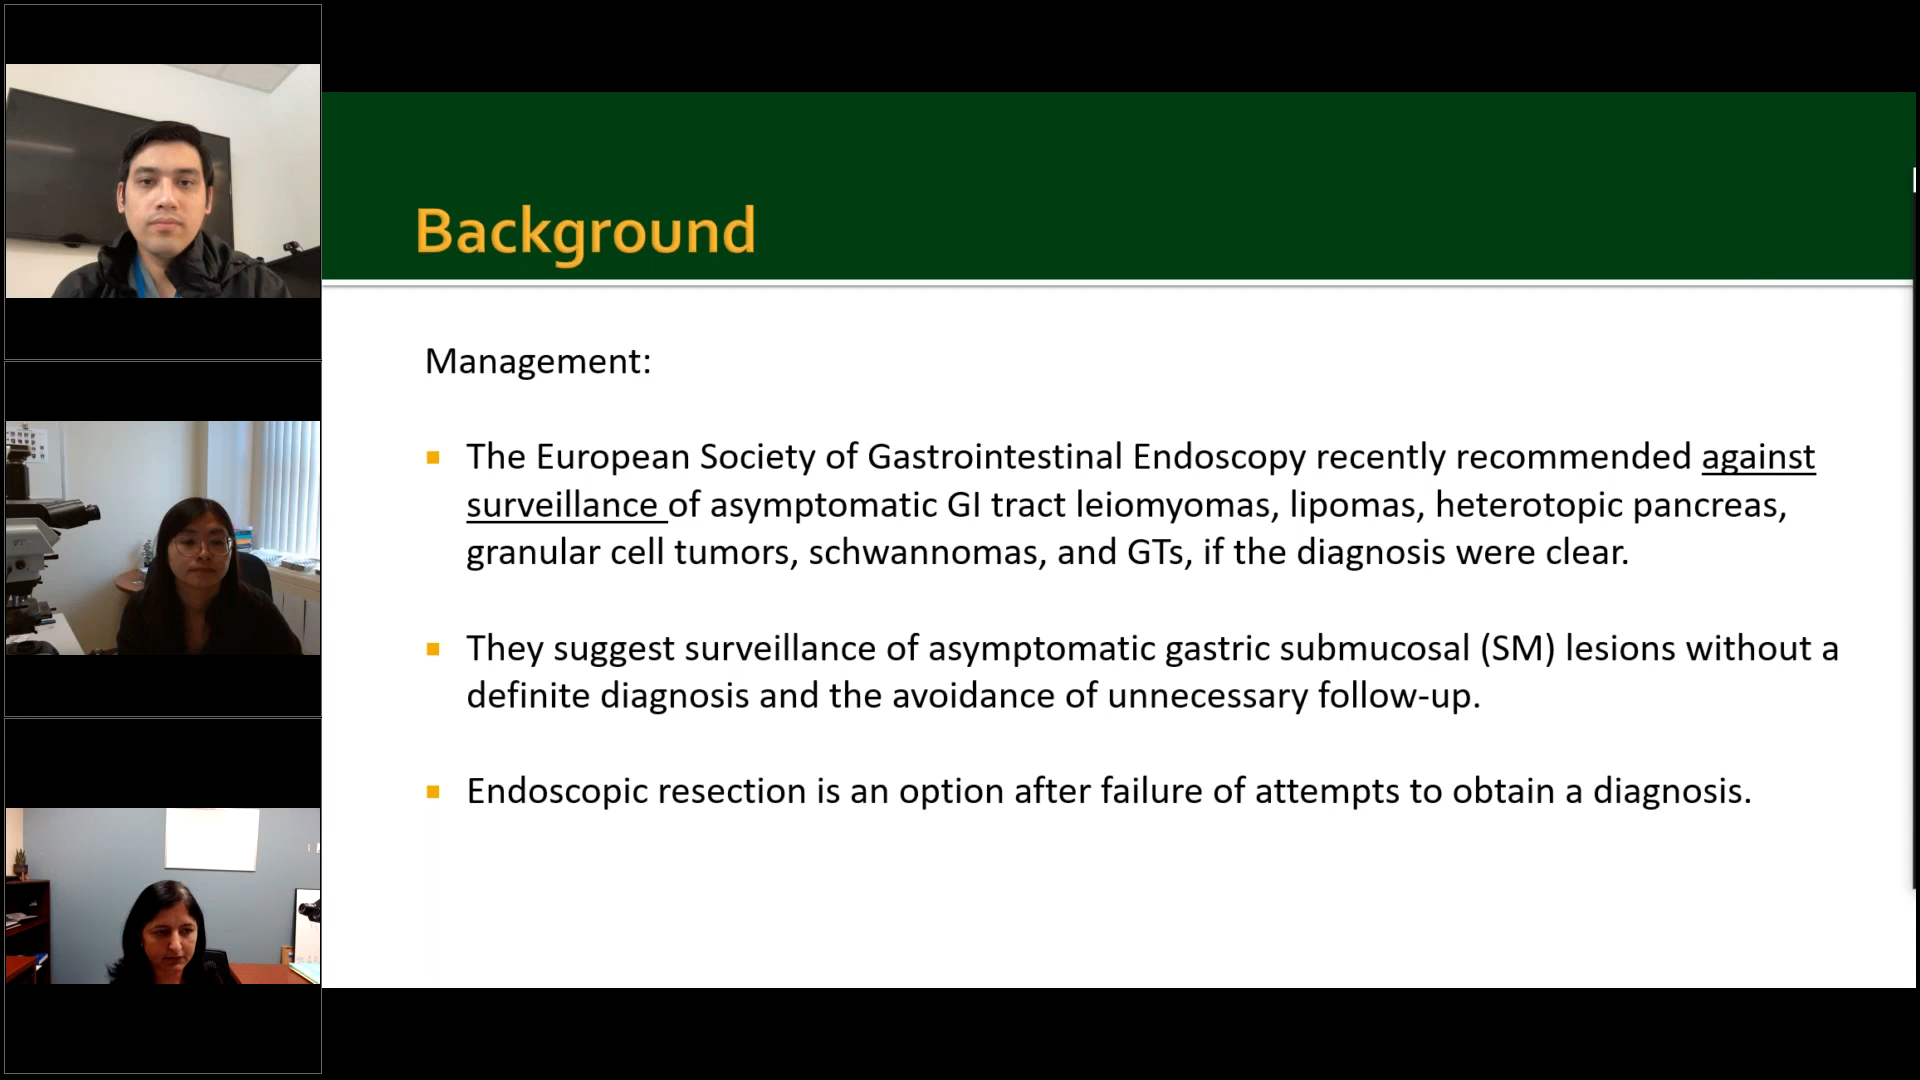 Background
Management:
The European Society of Gastrointestinal Endoscopy recently recommended against
surveillance of asymptomatic GI tract leiomyomas, lipomas, heterotopic pancreas,
granular cell tumors, schwannomas, and GTs, if the diagnosis were clear.
They suggest surveillance of asymptomatic gastric submucosal (SM) lesions without a
definite diagnosis and the avoidance of unnecessary follow-up.
Endoscopic resection is an option after failure of attempts to obtain a diagnosis.